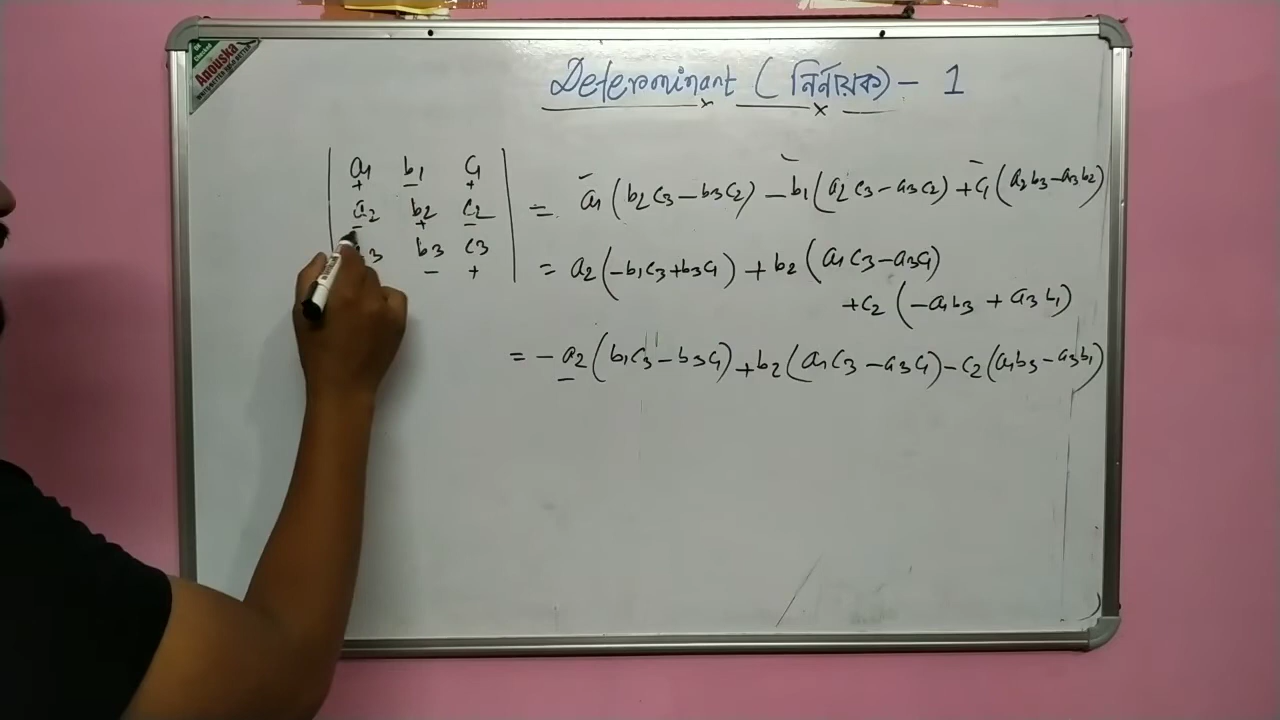 Anouska
Determinant (নির্নায়ক) - 1
| a₁ b₁ c₁ |
+ - +
| a₂ b₂ c₂ | = a₁(b₂c₃-b₃c₂) - b₁(a₂c₃-a₃c₂) + c₁(a₂b₃-a₃b₂)
- + -
| ₃ b₃ c₃ |
- +
= a₂(-b₁c₃+b₃c₁) + b₂(a₁c₃-a₃c₁)
+c₂(-a₁b₃ + a₃b₁)
= -a₂(b₁c₃-b₃c₁) + b₂(a₁c₃-a₃c₁) - c₂(a₁b₃-a₃b₁)